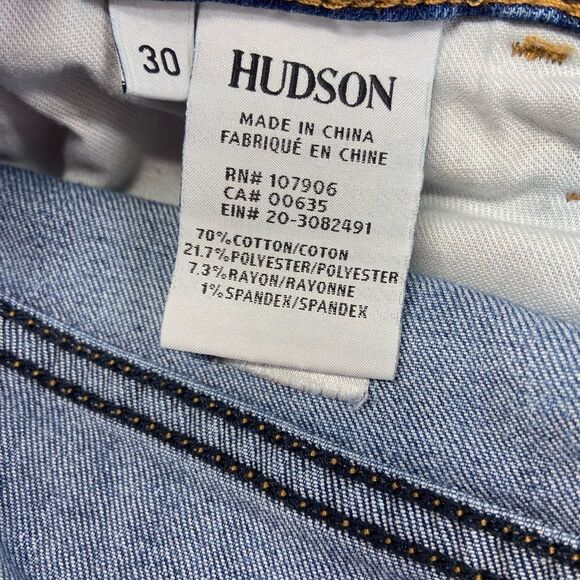 30
HUDSON
MADE IN CHINA
FABRIQUÉ EN CHINE
RN# 107906
CA# 00635
EIN# 20-3082491
70%COTTON/COTON
21.7%POLYESTER/POLYESTER
7.3%RAYON/RAYONNE
1%SPANDEX/SPANDEX